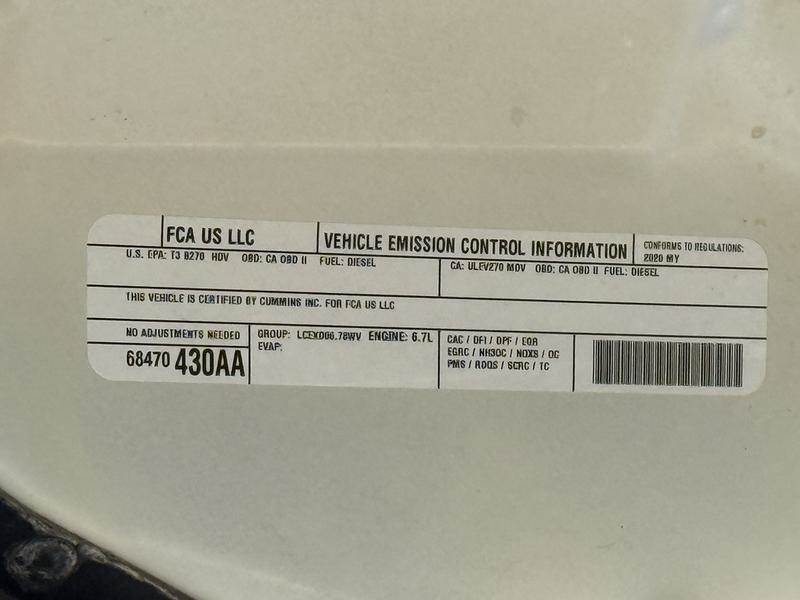 FCA US LLC
VEHICLE EMISSION CONTROL INFORMATION
CONFORMS TO REGULATIONS:
2020 MY
U.S. EPA: T3 B270 HDV OBD: CA OBD II FUEL: DIESEL
CA: ULEV270 MDV OBD: CA OBD II FUEL: DIESEL
THIS VEHICLE IS CERTIFIED BY CUMMINS INC. FOR FCA US LLC
NO ADJUSTMENTS NEEDED
68470 430AA
GROUP: LCEXD06.78WV ENGINE: 6.7L
EVAP:
CAC / DFI / DPF / EGR
EGRC / NH3OC / NOXS / OC
PMS / RDQS / SCRC / TC